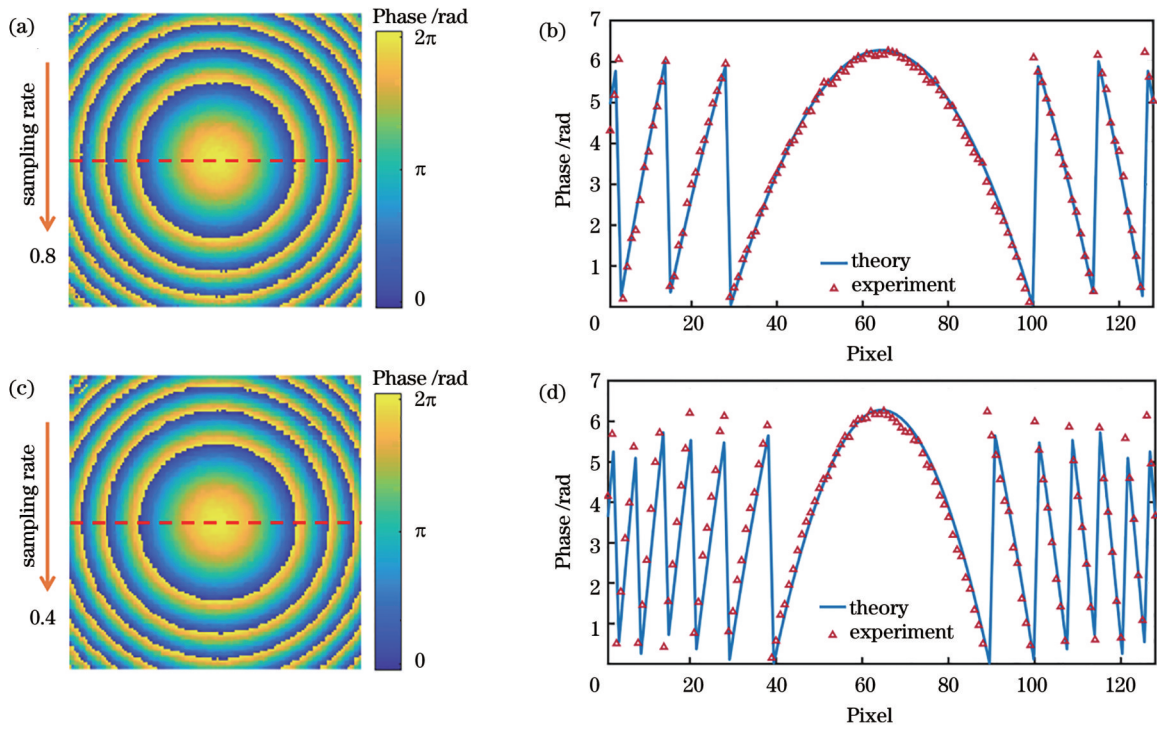 (a)
Phase /rad
2π
π
0
sampling rate
0.8
(b)
7
6
5
4
3
2
1
0
20
40
60
80
100
120
Phase /rad
Pixel
theory
experiment
(c)
Phase /rad
2π
π
0
sampling rate
0.4
(d)
7
6
5
4
3
2
1
0
20
40
60
80
100
120
Phase /rad
Pixel
theory
experiment